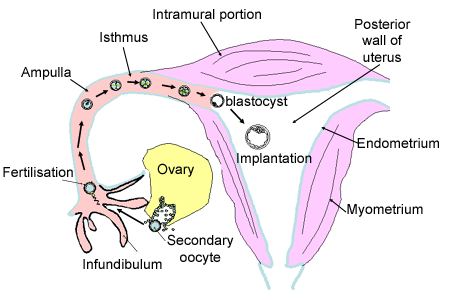 Intramural portion
Isthmus
Posterior
wall of
uterus
Ampulla
blastocyst
Endometrium
Implantation
Fertilisation
Ovary
Myometrium
Secondary
oocyte
Infundibulum